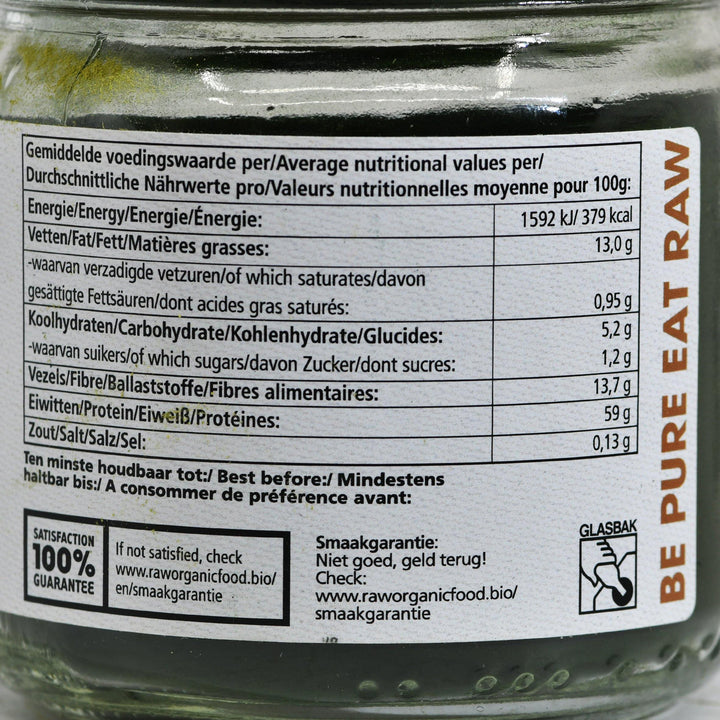 Gemiddelde voedingswaarde per/Average nutritional values per/
Durchschnittliche Nährwerte pro/Valeurs nutritionnelles moyenne pour 100g:
Energie/Energy/Energie/Énergie: 1592 kJ/ 379 kcal
Vetten/Fat/Fett/Matières grasses: 13,0 g
-waarvan verzadigde vetzuren/of which saturates/davon
gesättigte Fettsäuren/dont acides gras saturés: 0,95 g
Koolhydraten/Carbohydrate/Kohlenhydrate/Glucides: 5,2 g
-waarvan suikers/of which sugars/davon Zucker/dont sucres: 1,2 g
Vezels/Fibre/Ballaststoffe/Fibres alimentaires: 13,7 g
Eiwitten/Protein/Eiweiß/Protéines: 59 g
Zout/Salt/Salz/Sel: 0,13 g
Ten minste houdbaar tot:/ Best before:/ Mindestens
haltbar bis:/ A consommer de préférence avant:
SATISFACTION
100%
GUARANTEE
If not satisfied, check
www.raworganicfood.bio/
en/smaakgarantie
Smaakgarantie:
Niet goed, geld terug!
Check:
www.raworganicfood.bio/
smaakgarantie
GLASBAK
BE PURE EAT RAW